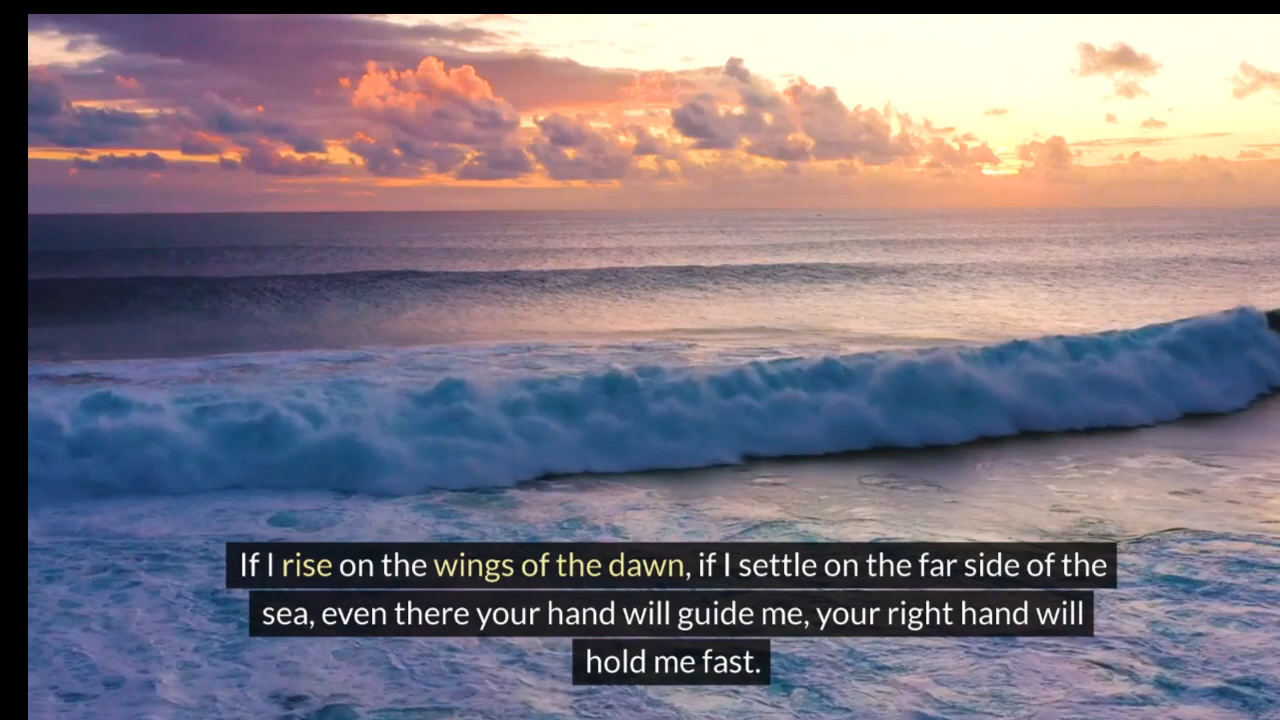 If I rise on the wings of the dawn, if I settle on the far side of the
sea, even there your hand will guide me, your right hand will
hold me fast.